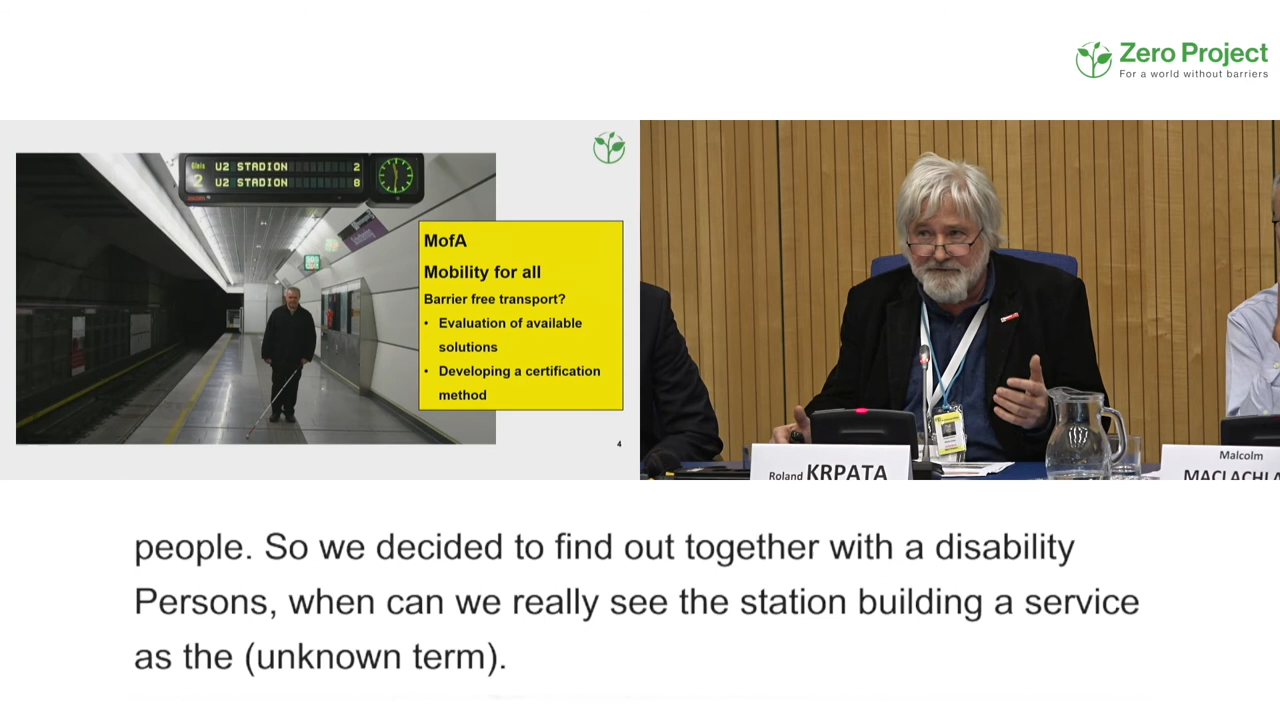 Zero Project
For a world without barriers
Gleis
2
U2 STADION 2
U2 STADION 8
MofA
Mobility for all
Barrier free transport?
• Evaluation of available
solutions
• Developing a certification
method
4
Roland KRPATA
Malcolm
MACLACHLA
people. So we decided to find out together with a disability
Persons, when can we really see the station building a service
as the (unknown term).